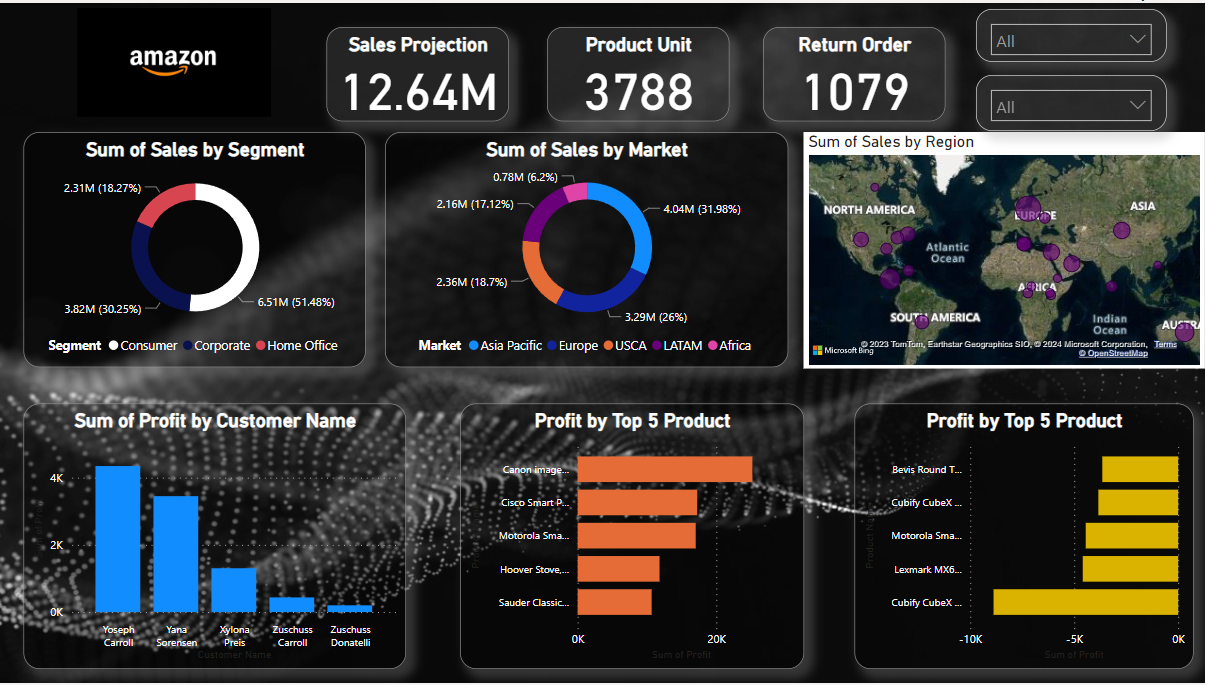 amazon
Sales Projection
12.64M
Product Unit
3788
Return Order
1079
All
All
Sum of Sales by Segment
2.31M (18.27%)
3.82M (30.25%)
6.51M (51.48%)
Segment Consumer Corporate Home Office
Sum of Sales by Market
0.78M (6.2%)
2.16M (17.12%)
4.04M (31.98%)
2.36M (18.7%)
3.29M (26%)
Market Asia Pacific Europe USCA LATAM Africa
Sum of Sales by Region
NORTH AMERICA
EUROPE
ASIA
Atlantic
Ocean
AFRICA
SOUTH AMERICA
Indian
Ocean
AUSTRA
© 2023 TomTom, Earthstar Geographics SIO, © 2024 Microsoft Corporation, Terms
© OpenStreetMap
Microsoft Bing
Sum of Profit by Customer Name
4K
2K
0K
Yoseph
Carroll
Yana
Sorensen
Xylona
Preis
Zuschuss
Carroll
Zuschuss
Donatelli
Customer Name
Profit by Top 5 Product
Canon image...
Cisco Smart P...
Motorola Sma...
Hoover Stove,...
Sauder Classic...
0K 20K
Sum of Profit
Profit by Top 5 Product
Bevis Round T...
Cubify CubeX ...
Motorola Sma...
Lexmark MX6...
Cubify CubeX ...
-10K -5K 0K
Sum of Profit